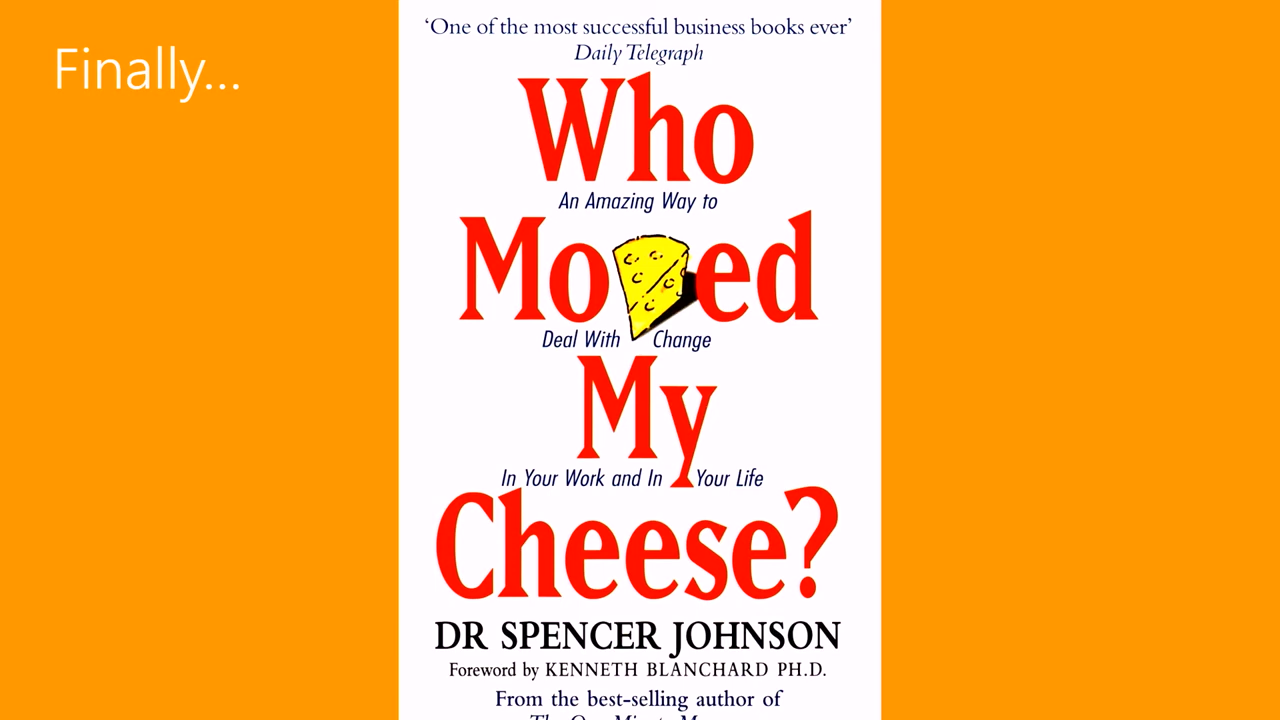 Finally...
‘One of the most successful business books ever’
Daily Telegraph
Who
An Amazing Way to
Mo ed
Deal With Change
My
In Your Work and In Your Life
Cheese?
DR SPENCER JOHNSON
Foreword by KENNETH BLANCHARD PH.D.
From the best-selling author of